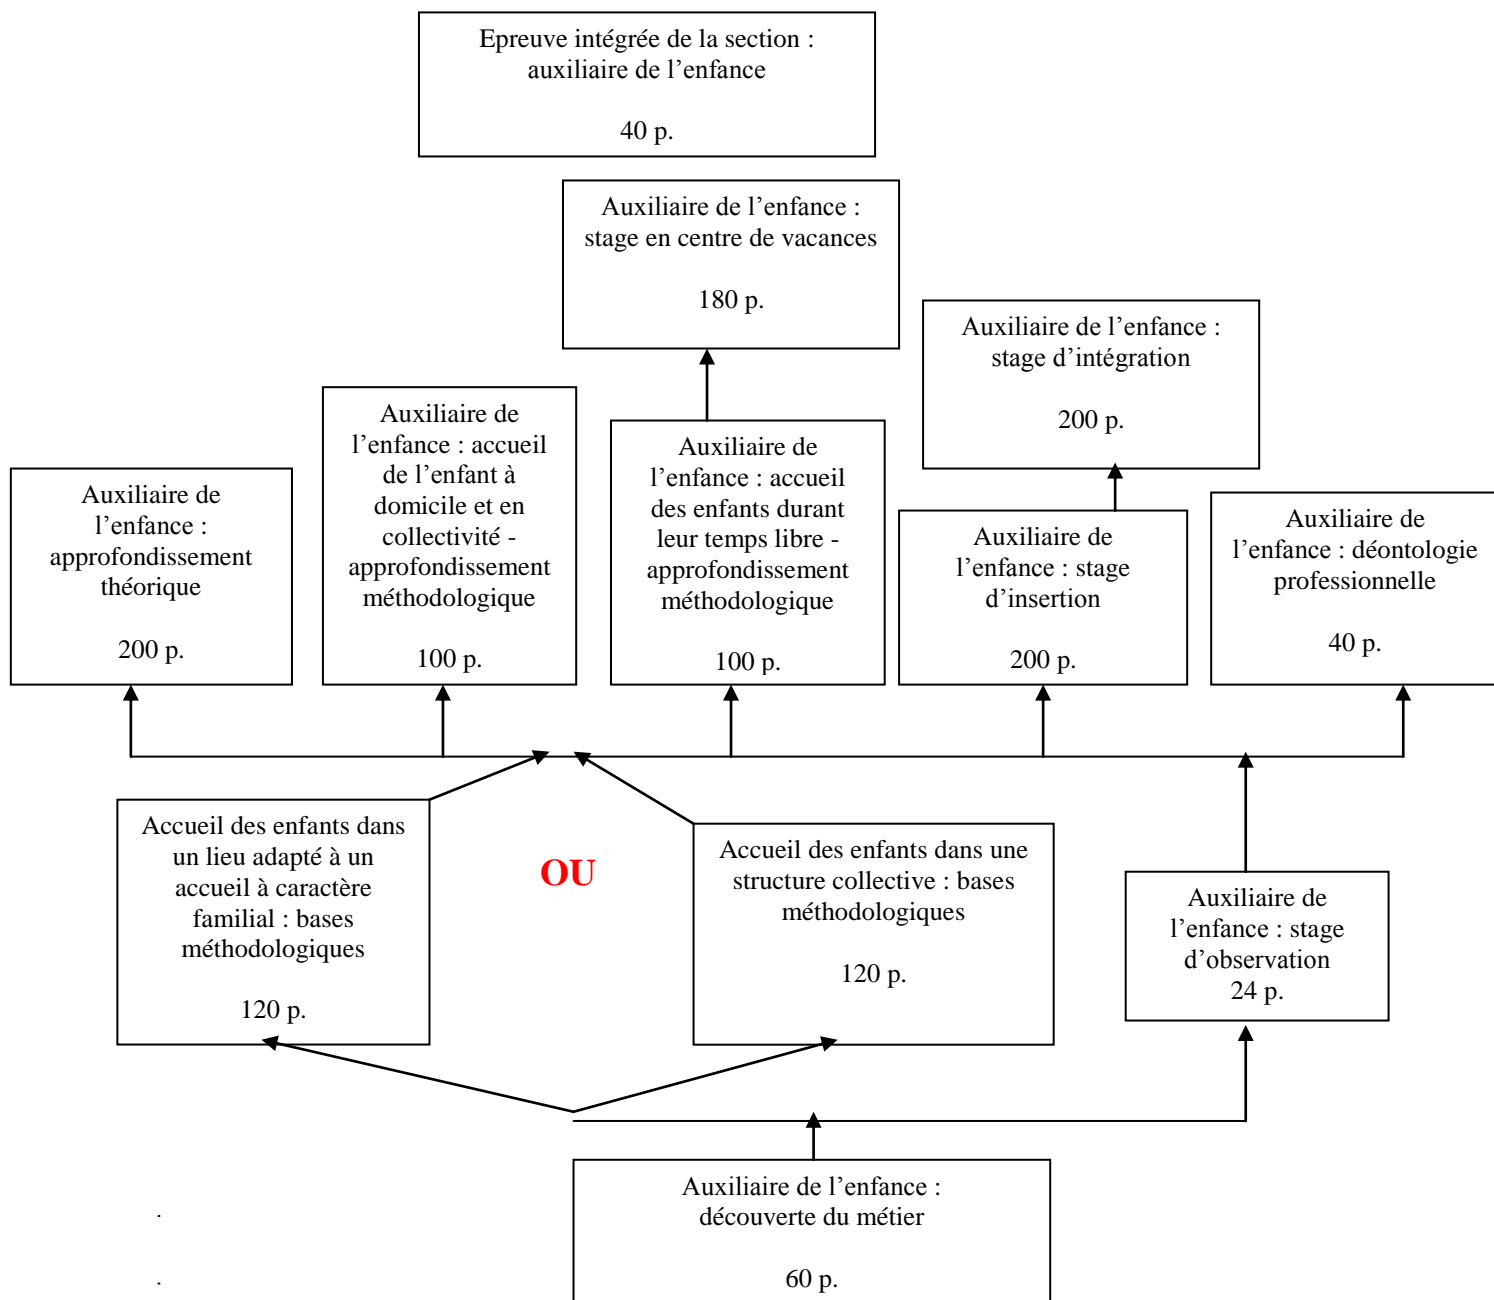 Epreuve intégrée de la section :
auxiliaire de l’enfance
40 p.
Auxiliaire de l’enfance :
stage en centre de vacances
180 p.
Auxiliaire de l’enfance :
stage d’intégration
200 p.
Auxiliaire de
l’enfance :
approfondissement
théorique
200 p.
Auxiliaire de
l’enfance : accueil
de l’enfant à
domicile et en
collectivité -
approfondissement
méthodologique
100 p.
Auxiliaire de
l’enfance : accueil
des enfants durant
leur temps libre -
approfondissement
méthodologique
100 p.
Auxiliaire de
l’enfance : stage
d’insertion
200 p.
Auxiliaire de
l’enfance : déontologie
professionnelle
40 p.
Accueil des enfants dans
un lieu adapté à un
accueil à caractère
familial : bases
méthodologiques
120 p.
OU
Accueil des enfants dans une
structure collective : bases
méthodologiques
120 p.
Auxiliaire de
l’enfance : stage
d’observation
24 p.
Auxiliaire de l’enfance :
découverte du métier
60 p.